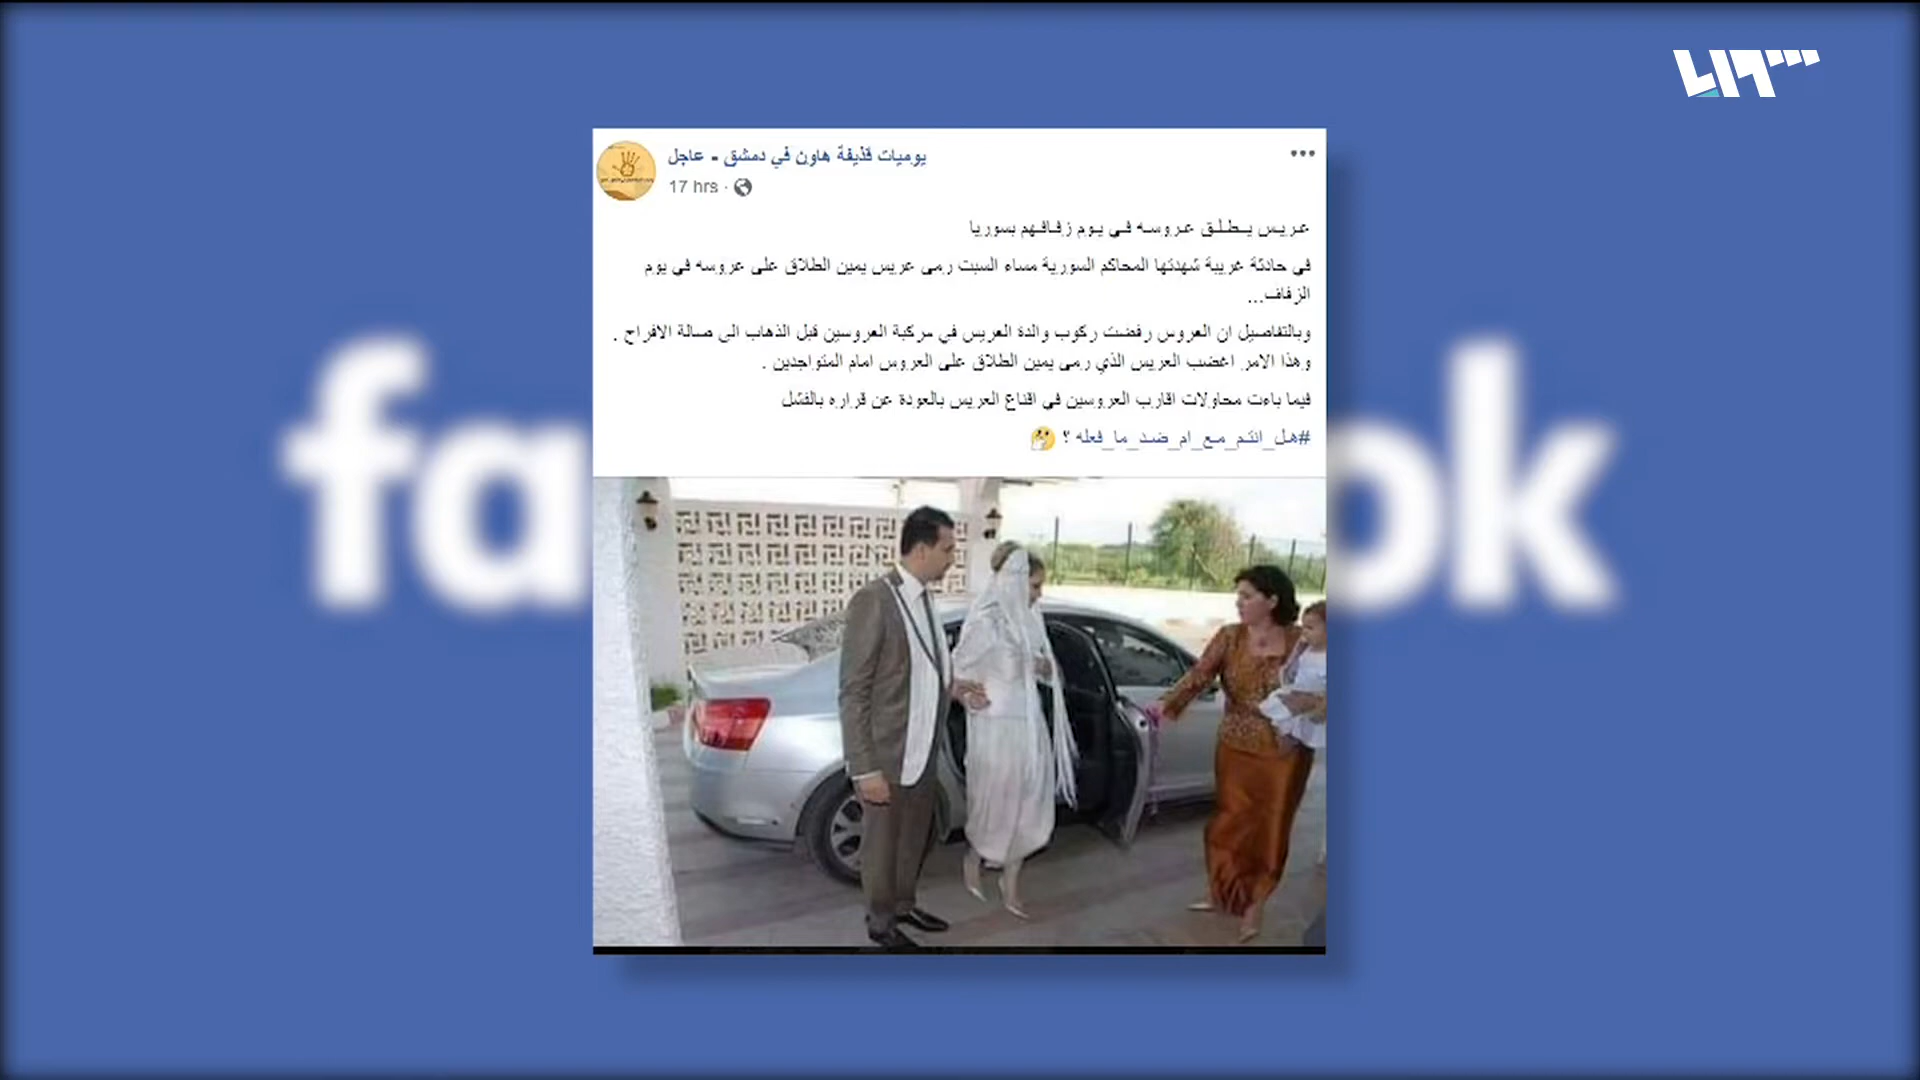 يوميات قذيفة هاون في دمشق - عاجل
17 hrs ·
عريس يطلق عروسه في يوم زفافهم بسوريا
في حادثة غريبة شهدتها المحاكم السورية مساء السبت رمى عريس يمين الطلاق على عروسه في يوم
الزفاف...
وبالتفاصيل ان العروس رفضت ركوب والدة العريس في مركبة العروسين قبل الذهاب الى صالة الافراح .
وهذا الامر اغضب العريس الذي رمى يمين الطلاق على العروس امام المتواجدين .
فيما باءت محاولات اقارب العروسين في اقناع العريس بالعودة عن قراره بالفشل
#هل_انتم_مع_ام_ضد_ما_فعله ؟ 🤔
fa
ok